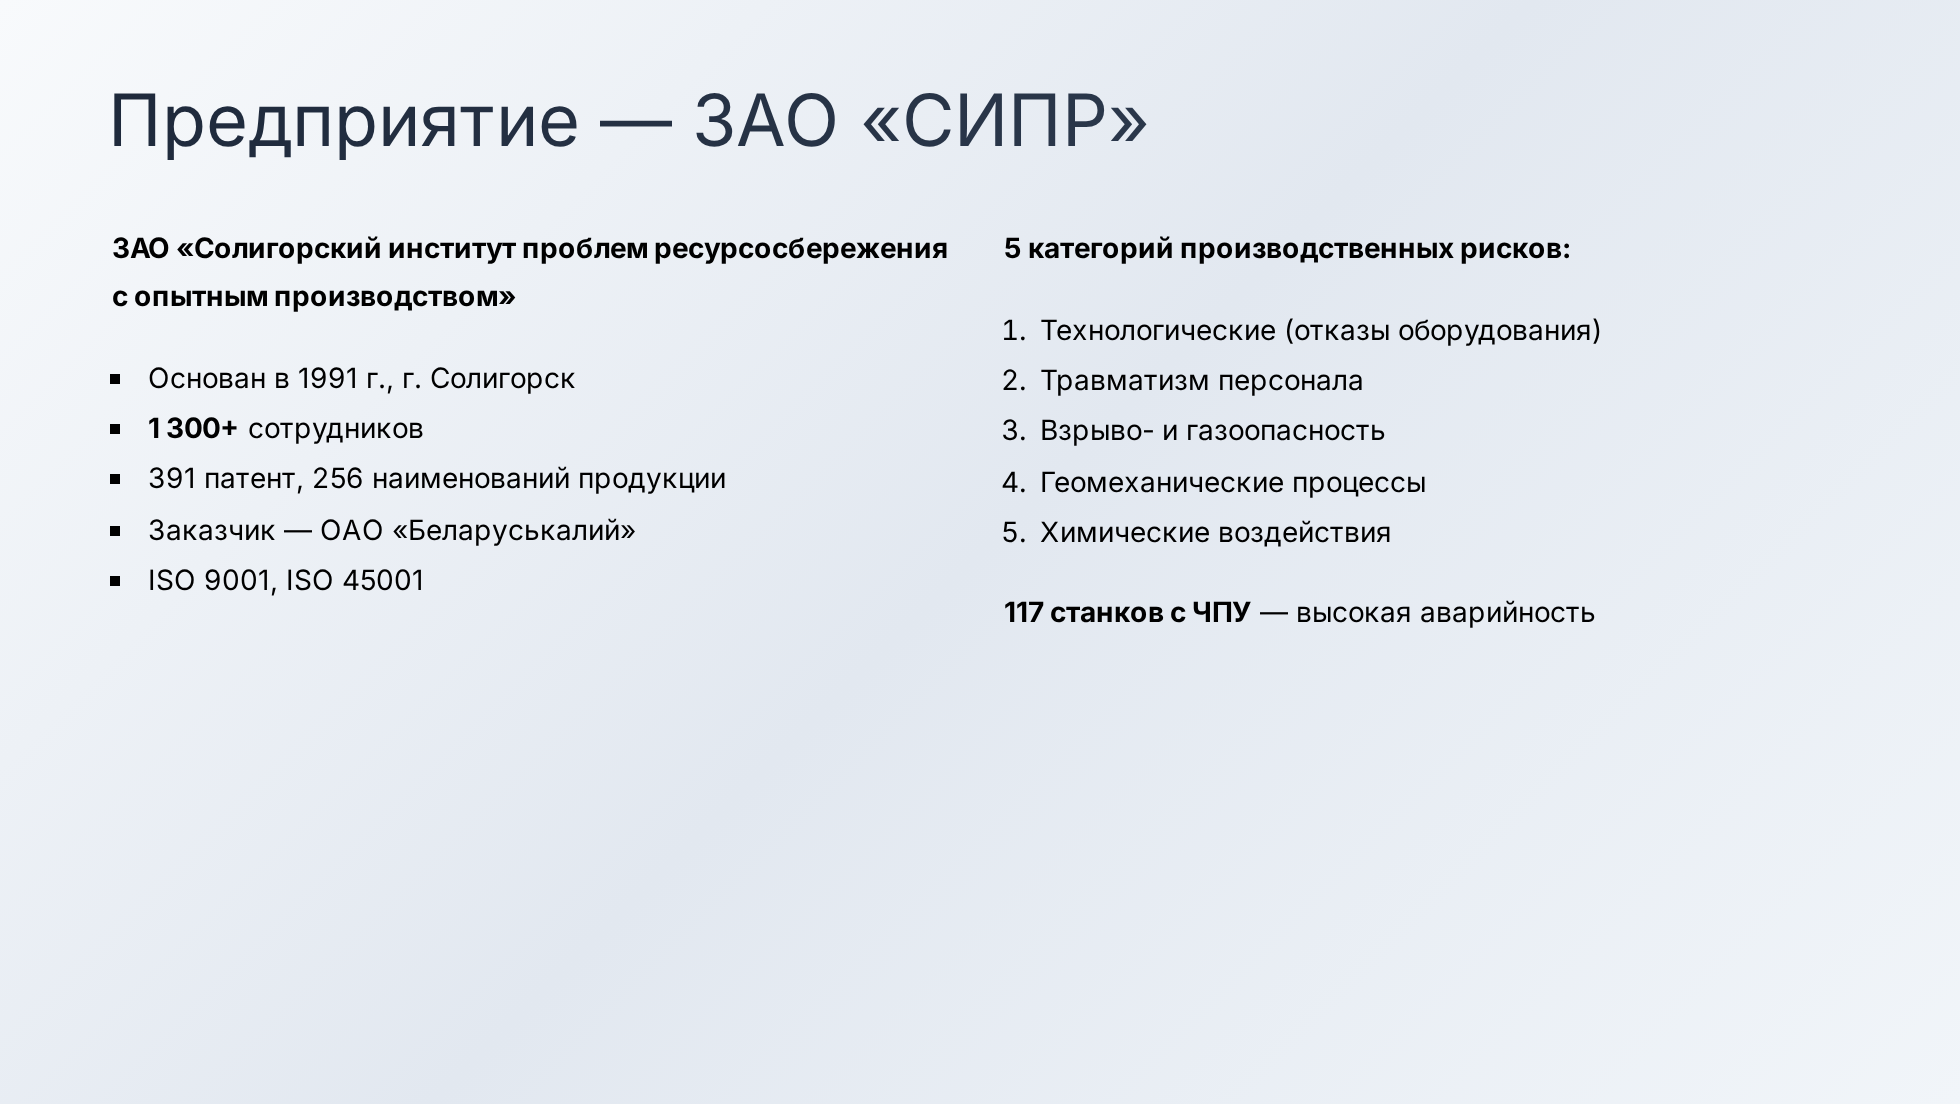 Предприятие — ЗАО «СИПР»
ЗАО «Солигорский институт проблем ресурсосбережения
с опытным производством»
▪ Основан в 1991 г., г. Солигорск
▪ 1 300+ сотрудников
▪ 391 патент, 256 наименований продукции
▪ Заказчик — ОАО «Беларуськалий»
▪ ISO 9001, ISO 45001
5 категорий производственных рисков:
1. Технологические (отказы оборудования)
2. Травматизм персонала
3. Взрыво- и газоопасность
4. Геомеханические процессы
5. Химические воздействия
117 станков с ЧПУ — высокая аварийность